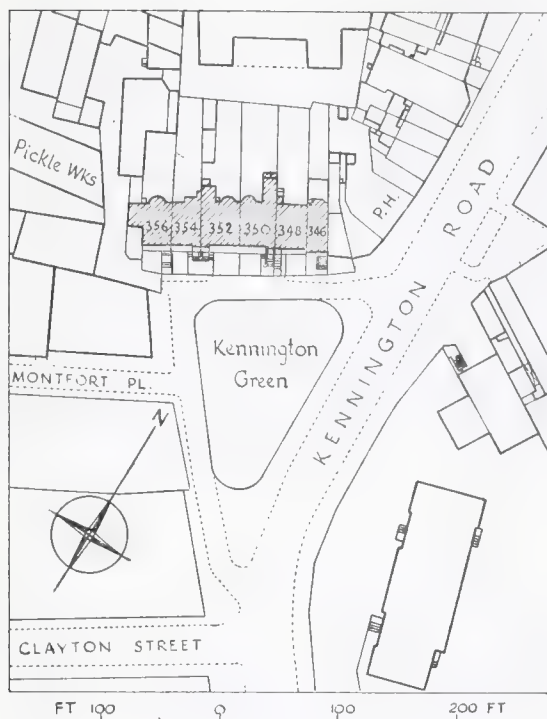 Pickle Wks
P.H.
356 354 352 350 348 346
KENNINGTON ROAD
Kennington
Green
MONTFORT PL
N
CLAYTON STREET
FT 100 0 100 200 FT